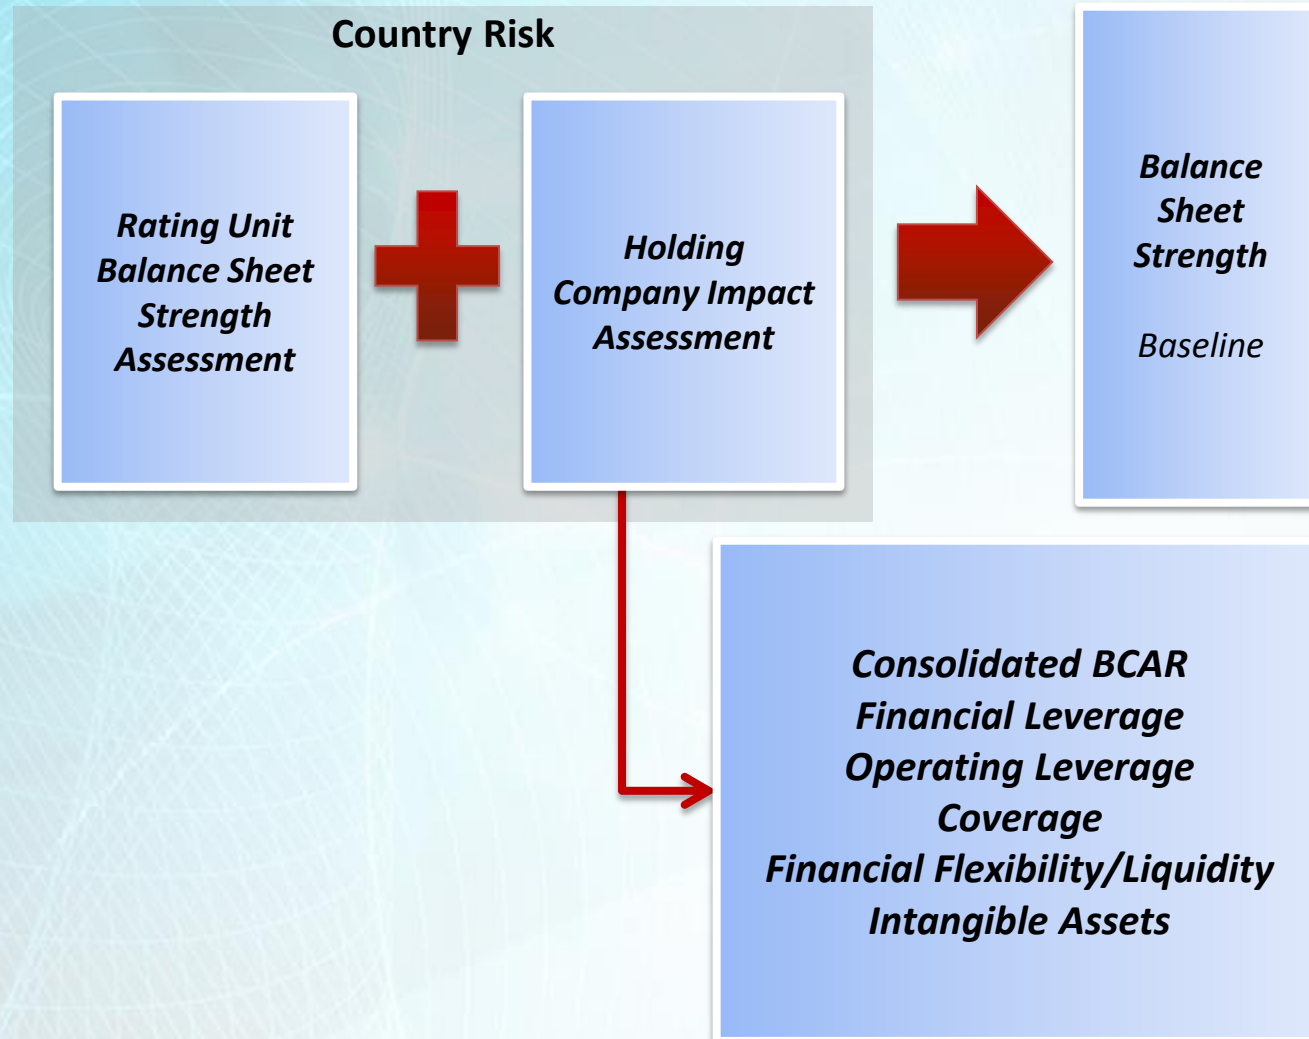 Country Risk
Rating Unit
Balance Sheet
Strength
Assessment
Holding
Company Impact
Assessment
Balance
Sheet
Strength
Baseline
Consolidated BCAR
Financial Leverage
Operating Leverage
Coverage
Financial Flexibility/Liquidity
Intangible Assets